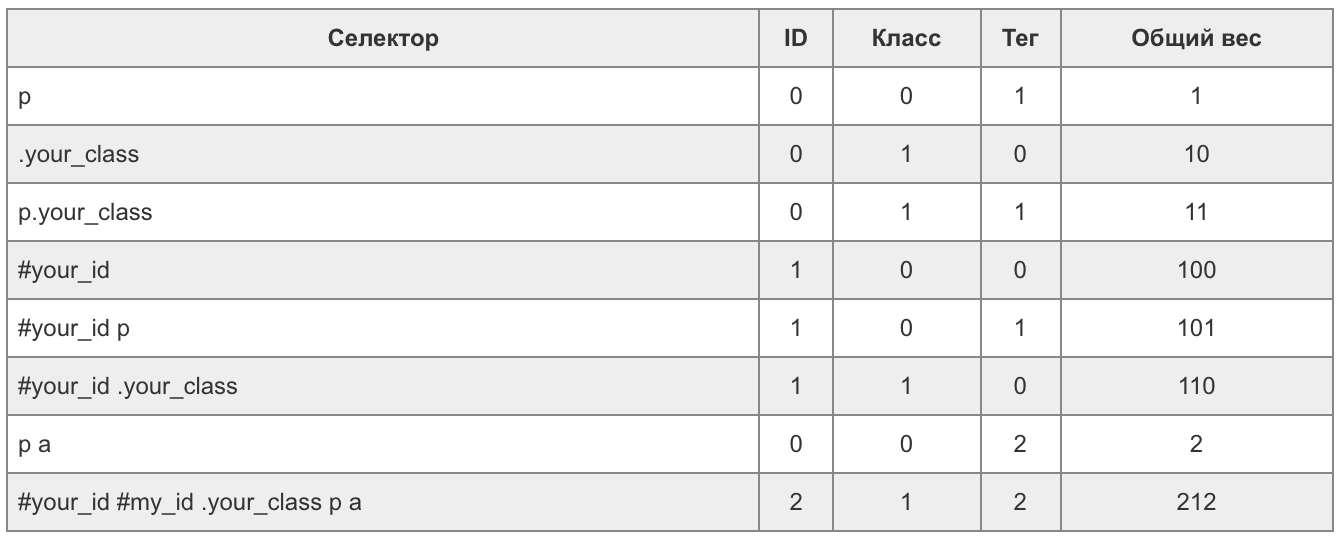 Селектор ID Класс Тег Общий вес
p 0 0 1 1
.your_class 0 1 0 10
p.your_class 0 1 1 11
#your_id 1 0 0 100
#your_id p 1 0 1 101
#your_id .your_class 1 1 0 110
p a 0 0 2 2
#your_id #my_id .your_class p a 2 1 2 212